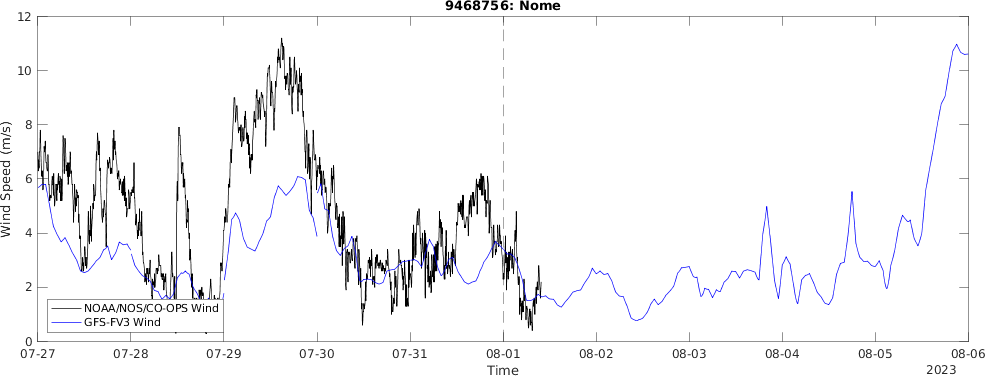 9468756: Nome
12
10
8
6
4
2
0
Wind Speed (m/s)
NOAA/NOS/CO-OPS Wind
GFS-FV3 Wind
07-27 07-28 07-29 07-30 07-31 08-01 08-02 08-03 08-04 08-05 08-06
Time
2023